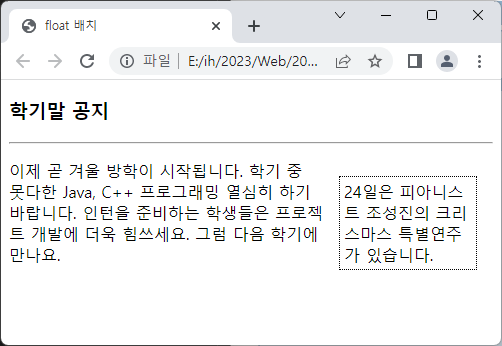 float 배치
파일 E:/ih/2023/Web/20...
학기말 공지
이제 곧 겨울 방학이 시작됩니다. 학기 중
못다한 Java, C++ 프로그래밍 열심히 하기
바랍니다. 인턴을 준비하는 학생들은 프로젝
트 개발에 더욱 힘쓰세요. 그럼 다음 학기에
만나요.
24일은 피아니스
트 조성진의 크리
스마스 특별연주
가 있습니다.